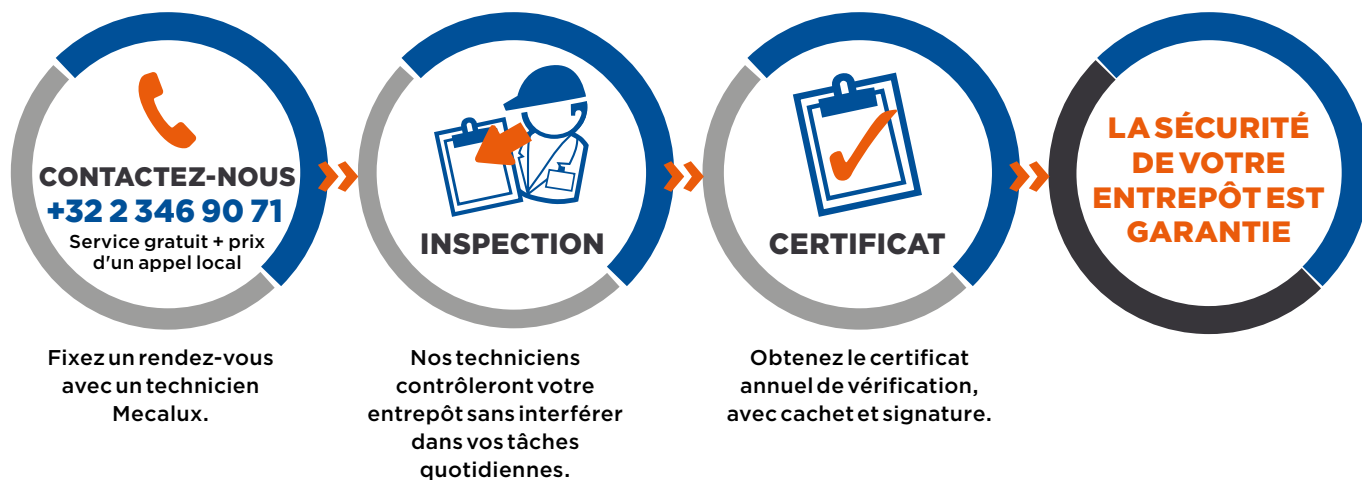 CONTACTEZ-NOUS
+32 2 346 90 71
Service gratuit + prix
d'un appel local
Fixez un rendez-vous
avec un technicien
Mecalux.
INSPECTION
Nos techniciens
contrôleront votre
entrepôt sans interférer
dans vos tâches
quotidiennes.
CERTIFICAT
Obtenez le certificat
annuel de vérification,
avec cachet et signature.
LA SÉCURITÉ
DE VOTRE
ENTREPÔT EST
GARANTIE